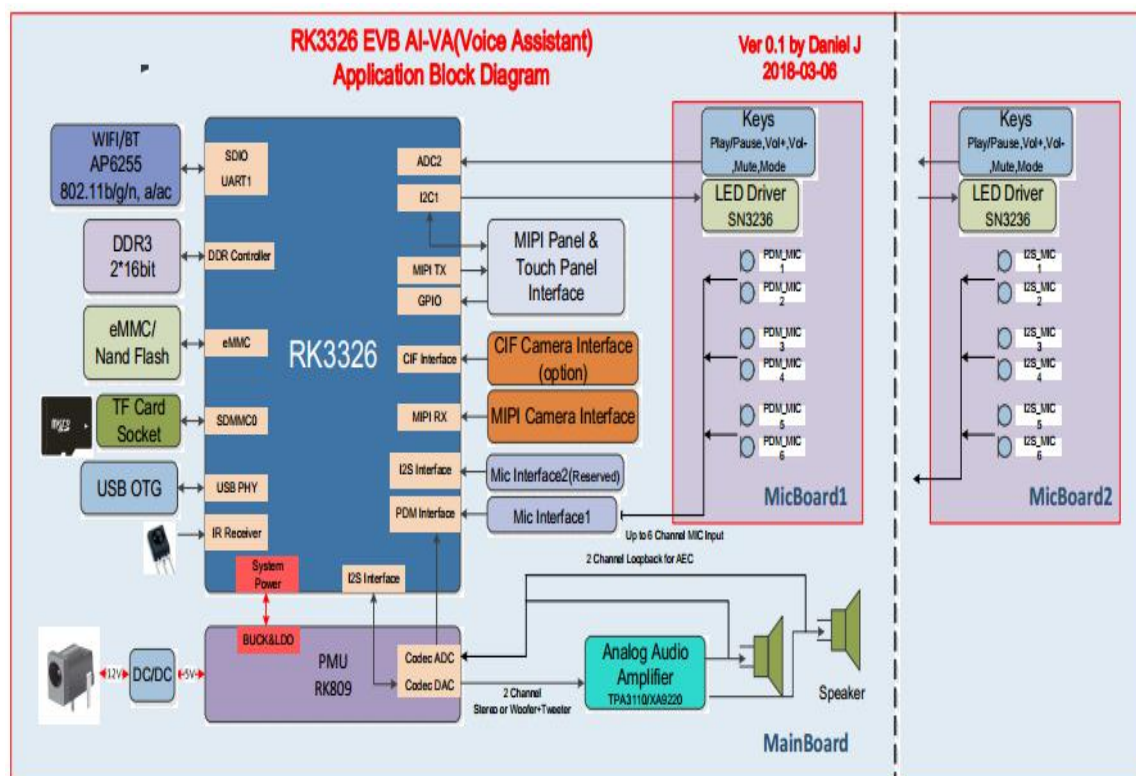 RK3326 EVB AI-VA(Voice Assistant)
Application Block Diagram
Ver 0.1 by Daniel J
2018-03-06
WIFI/BT
AP6255
802.11b/g/n, a/ac
SDIO
UART1
DDR3
2*16bit
DDR Controller
eMMC/
Nand Flash
eMMC
TF Card
Socket
SDMMC0
USB OTG
USB PHY
IR Receiver
RK3326
System
Power
I2S Interface
ADC2
I2C1
MIPI TX
GPIO
CIF Interface
MIPI RX
I2S Interface
PDM Interface
MIPI Panel &
Touch Panel
Interface
CIF Camera Interface
(option)
MIPI Camera Interface
Mic Interface2(Reserved)
Mic Interface1
Keys
Play/Pause,Vol+,Vol-
,Mute,Mode
LED Driver
SN3236
PDM_MIC
1
PDM_MIC
2
PDM_MIC
3
PDM_MIC
4
PDM_MIC
5
PDM_MIC
6
MicBoard1
Keys
Play/Pause,Vol+,Vol-
,Mute,Mode
LED Driver
SN3236
I2S_MIC
1
I2S_MIC
2
I2S_MIC
3
I2S_MIC
4
I2S_MIC
5
I2S_MIC
6
MicBoard2
Up to 6 Channel MIC Input
2 Channel Loopback for AEC
12V
DC/DC
5V
BUCK&LDO
PMU
RK809
Codec ADC
Codec DAC
2 Channel
Stereo or Woofer+Tweeter
Analog Audio
Amplifier
TPA3110/XA9220
Speaker
MainBoard